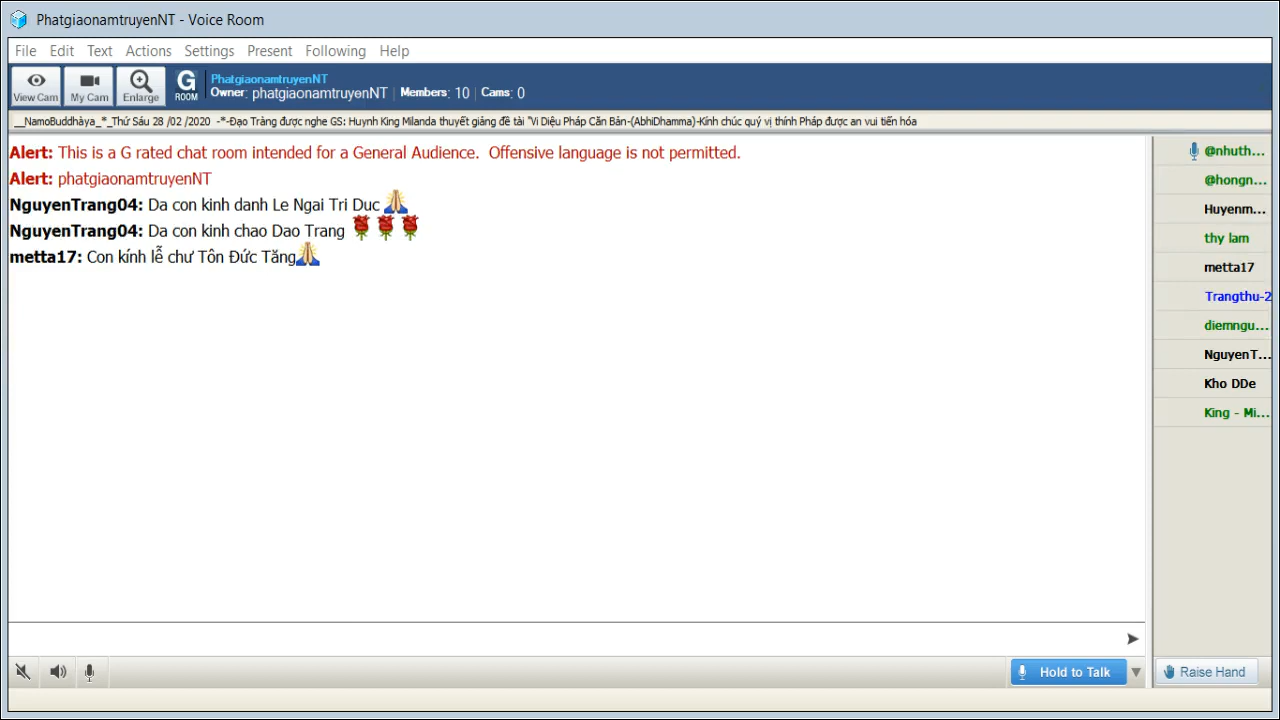 PhatgiaonamtruyenNT - Voice Room
File Edit Text Actions Settings Present Following Help
View Cam My Cam Enlarge G ROOM
PhatgiaonamtruyenNT
Owner: phatgiaonamtruyenNT | Members: 10 | Cams: 0
__NamoBuddhàya_*_Thứ Sáu 28 /02 /2020 -*-Đạo Tràng được nghe GS: Huynh King Milanda thuyết giảng đề tài "Vi Diệu Pháp Căn Bản-(AbhiDhamma)-Kính chúc quý vị thính Pháp được an vui tiến hóa
Alert: This is a G rated chat room intended for a General Audience. Offensive language is not permitted.
Alert: phatgiaonamtruyenNT
NguyenTrang04: Da con kinh danh Le Ngai Tri Duc
NguyenTrang04: Da con kinh chao Dao Trang
metta17: Con kính lễ chư Tôn Đức Tăng
@nhuth...
@hongn...
Huyenm...
thy lam
metta17
Trangthu-2
diemngu...
NguyenT...
Kho DDe
King - Mi...
Hold to Talk
Raise Hand